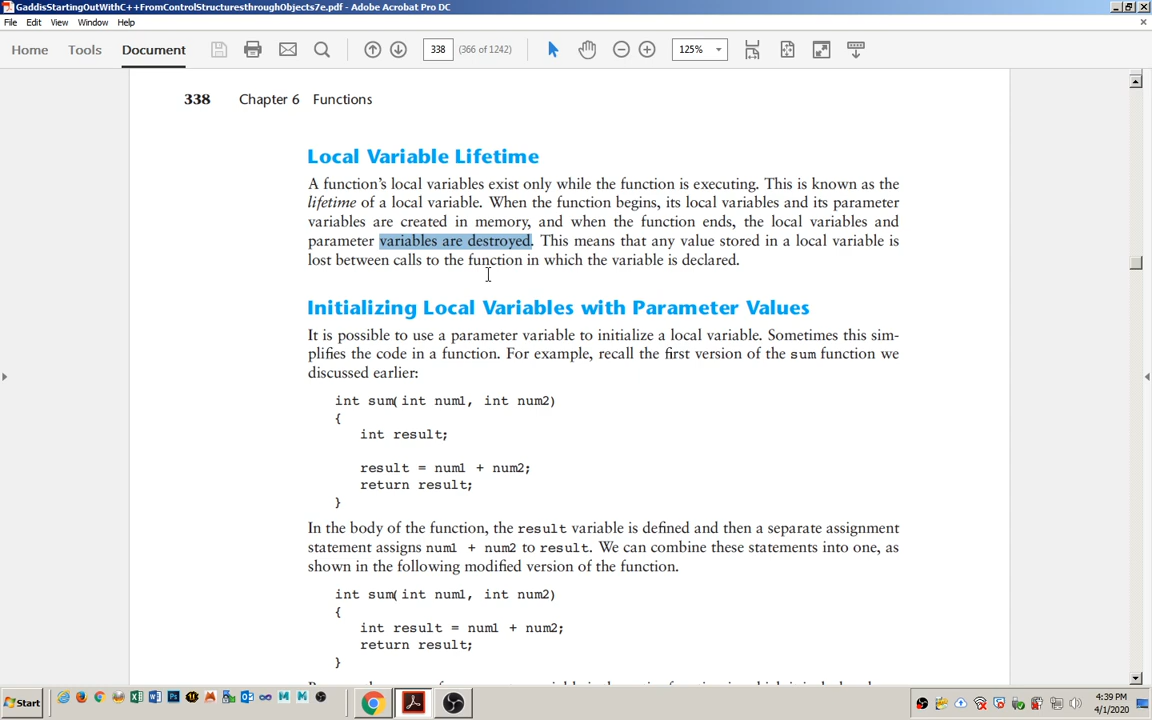 GaddisStartingOutWithC++FromControlStructuresthroughObjects7e.pdf - Adobe Acrobat Pro DC
File Edit View Window Help
Home Tools Document 338 (366 of 1242) 125%
338 Chapter 6 Functions
Local Variable Lifetime
A function's local variables exist only while the function is executing. This is known as the
lifetime of a local variable. When the function begins, its local variables and its parameter
variables are created in memory, and when the function ends, the local variables and
parameter variables are destroyed. This means that any value stored in a local variable is
lost between calls to the function in which the variable is declared.
Initializing Local Variables with Parameter Values
It is possible to use a parameter variable to initialize a local variable. Sometimes this sim-
plifies the code in a function. For example, recall the first version of the sum function we
discussed earlier:
int sum(int num1, int num2)
{
int result;
result = num1 + num2;
return result;
}
In the body of the function, the result variable is defined and then a separate assignment
statement assigns num1 + num2 to result. We can combine these statements into one, as
shown in the following modified version of the function.
int sum(int num1, int num2)
{
int result = num1 + num2;
return result;
}
Start
4:39 PM
4/1/2020